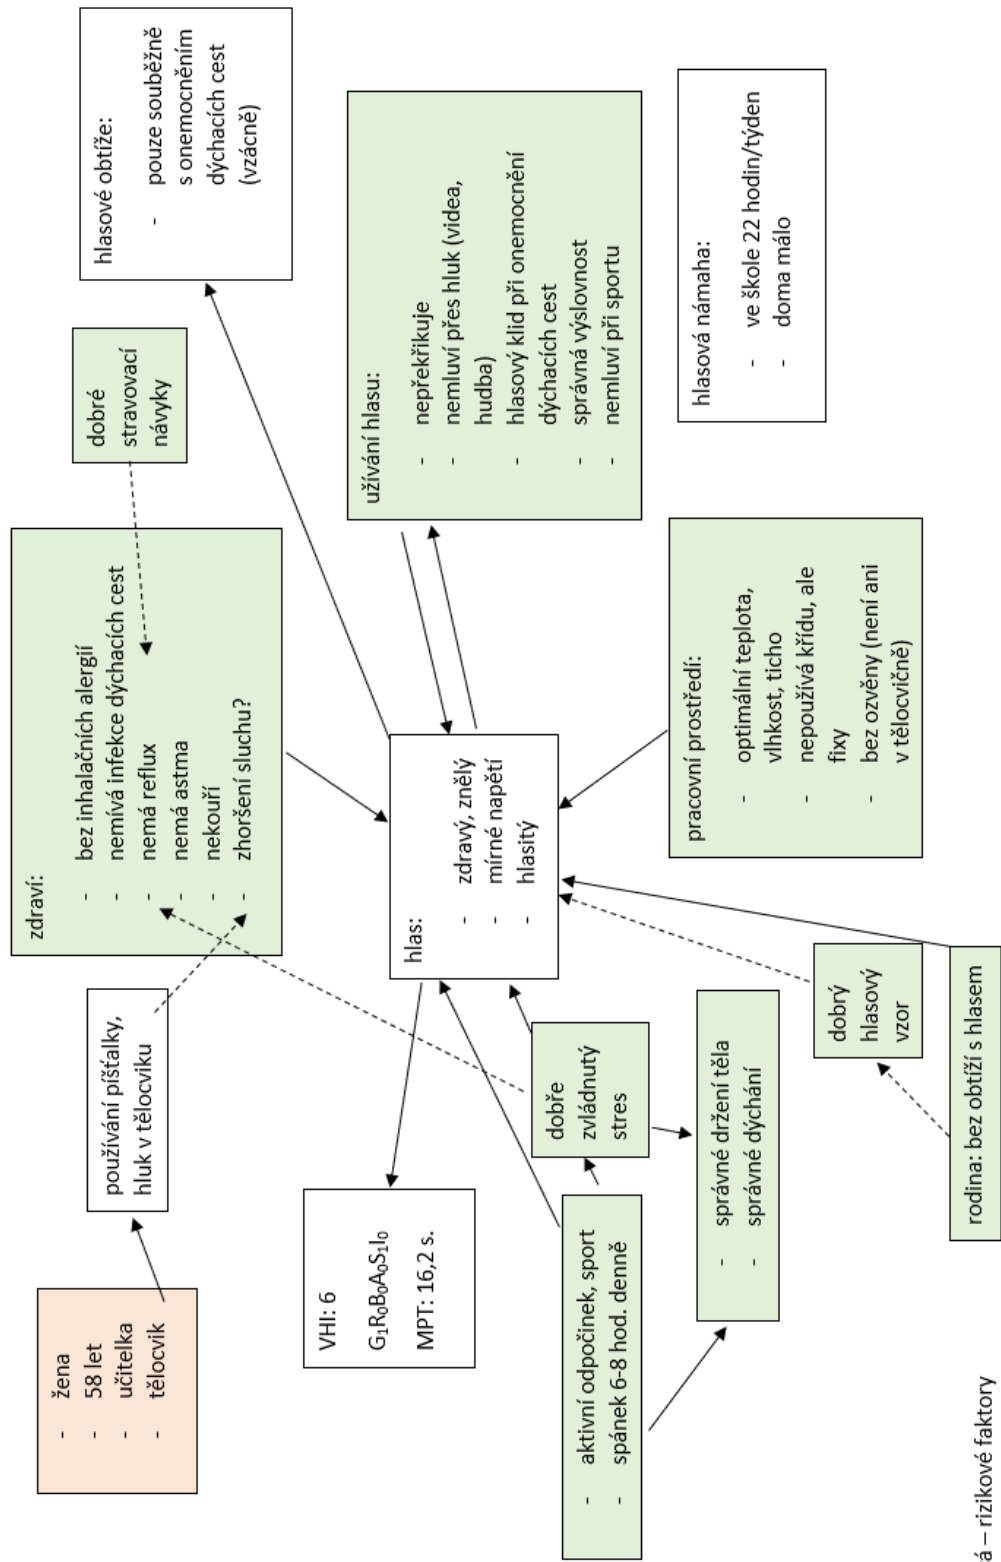 - žena
- 58 let
- učitelka
- tělocvik
používání píšťalky,
hluk v tělocviku
zdraví:
- bez inhalačních alergií
- nemívá infekce dýchacích cest
- nemá reflux
- nemá astma
- nekouří
- zhoršení sluchu?
dobré
stravovací
návyky
hlasové obtíže:
- pouze souběžně
s onemocněním
dýchacích cest
(vzácně)
VHI: 6
G₁R₀B₀A₀S₁I₀
MPT: 16,2 s.
hlas:
- zdravý, znělý
- mírné napětí
- hlasitý
užívání hlasu:
- nepřekřikuje
- nemluví přes hluk (videa,
hudba)
- hlasový klid při onemocnění
dýchacích cest
- správná výslovnost
- nemluví při sportu
- aktivní odpočinek, sport
- spánek 6-8 hod. denně
dobře
zvládnutý
stres
- správné držení těla
- správné dýchání
dobrý
hlasový
vzor
pracovní prostředí:
- optimální teplota,
vlhkost, ticho
- nepoužívá křídu, ale
fixy
- bez ozvěny (není ani
v tělocvičně)
hlasová námaha:
- ve škole 22 hodin/týden
- doma málo
rodina: bez obtíží s hlasem
á – rizikové faktory